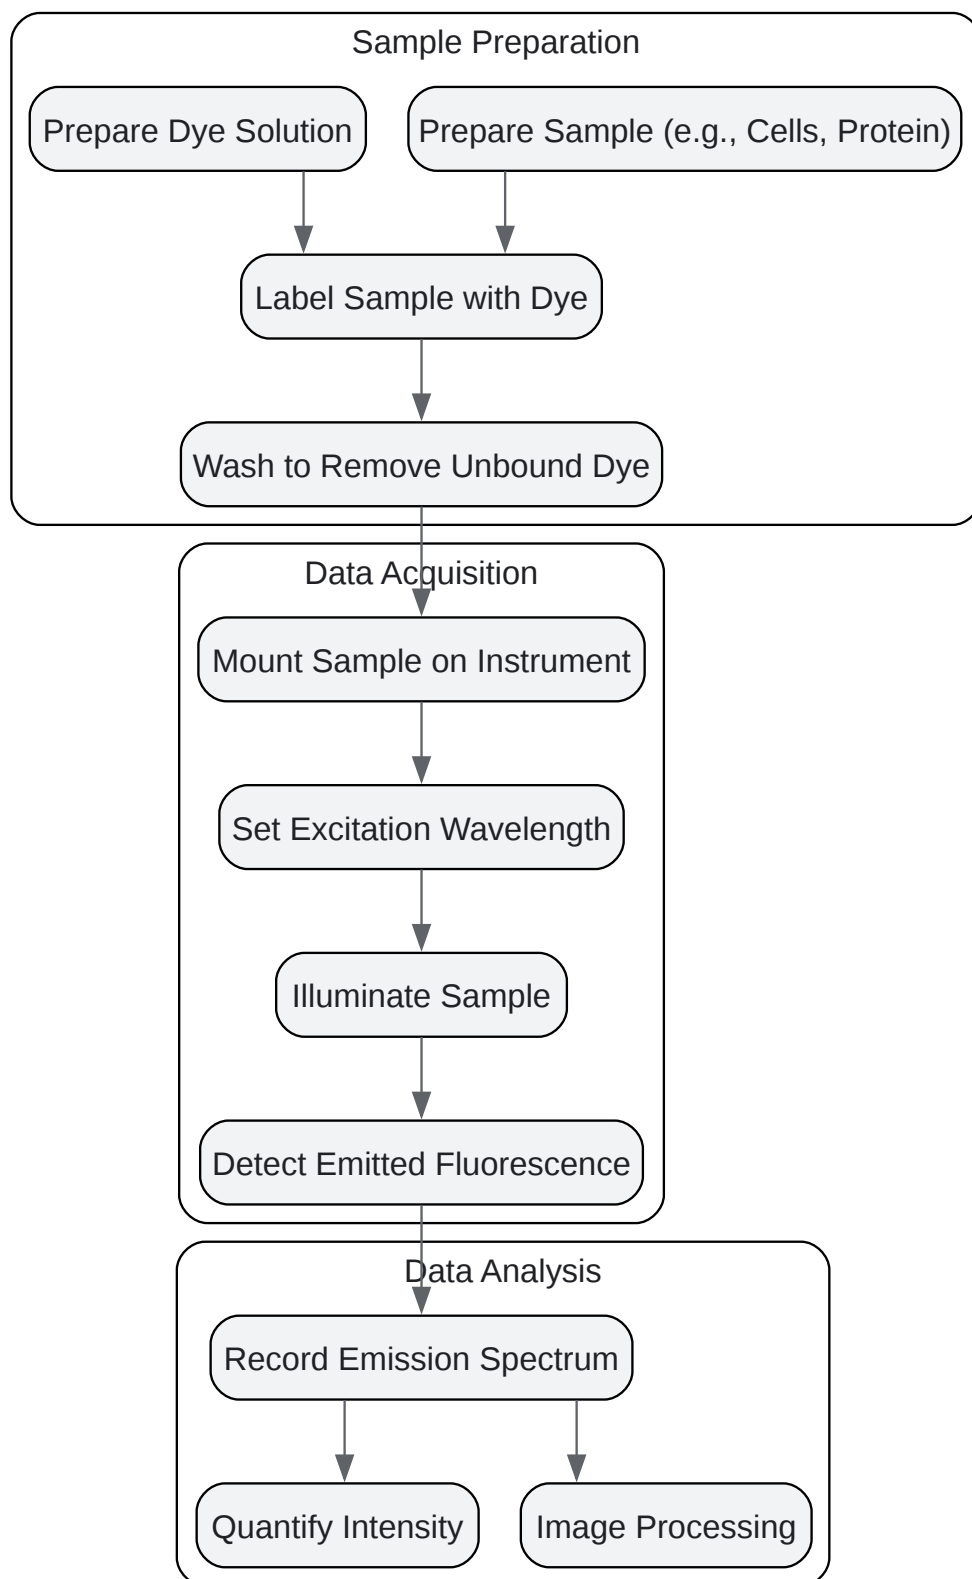 Sample Preparation
Prepare Dye Solution
Prepare Sample (e.g., Cells, Protein)
Label Sample with Dye
Wash to Remove Unbound Dye
Data Acquisition
Mount Sample on Instrument
Set Excitation Wavelength
Illuminate Sample
Detect Emitted Fluorescence
Data Analysis
Record Emission Spectrum
Quantify Intensity
Image Processing